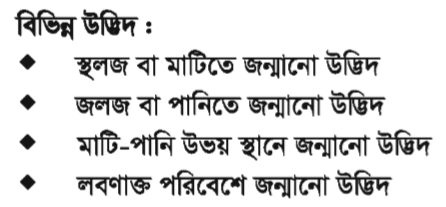 বিভিন্ন উদ্ভিদ :
◆ স্থলজ বা মাটিতে জন্মানো উদ্ভিদ
◆ জলজ বা পানিতে জন্মানো উদ্ভিদ
◆ মাটি-পানি উভয় স্থানে জন্মানো উদ্ভিদ
◆ লবণাক্ত পরিবেশে জন্মানো উদ্ভিদ